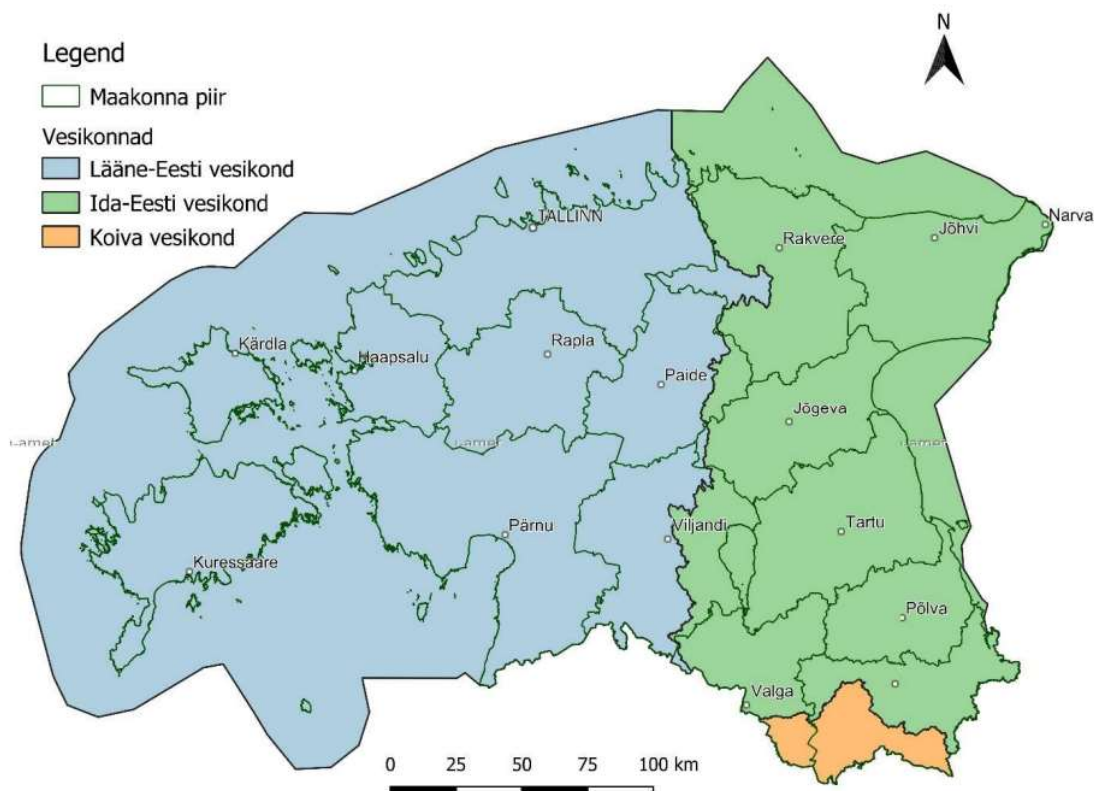 N
Legend
Maakonna piir
Vesikonnad
Lääne-Eesti vesikond
Ida-Eesti vesikond
Koiva vesikond
TALLINN
Narva
Jõhvi
Rakvere
Kärdla
Haapsalu
Rapla
Paide
Jõgeva
Pärnu
Viljandi
Tartu
Kuressaare
Põlva
Valga
0 25 50 75 100 km